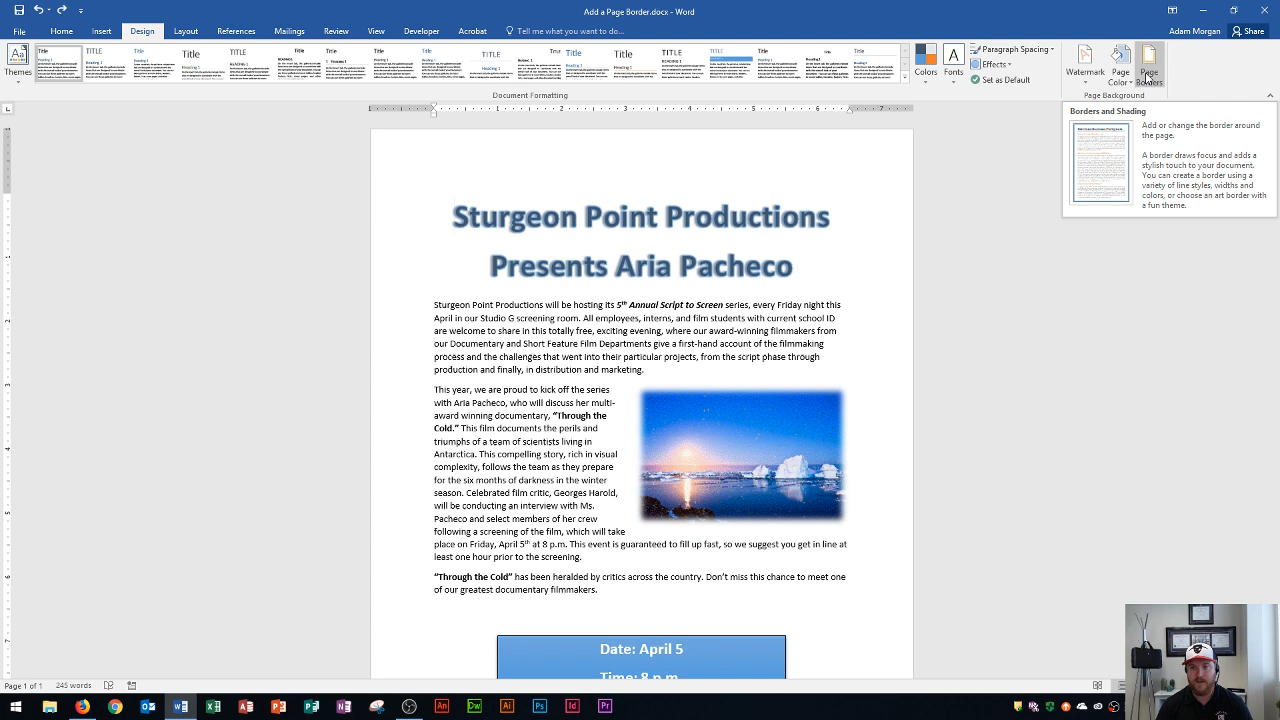 Add a Page Border.docx - Word
File
Home
Insert
Design
Layout
References
Mailings
Review
View
Developer
Acrobat
Tell me what you want to do...
Adam Morgan
Share
Colors
Fonts
Paragraph Spacing
Effects
Set as Default
Watermark
Page Color
Page Borders
Document Formatting
Page Background
Borders and Shading
Add or change the border around
the page.
A border draws focus and adds a
stylish touch to your document.
You can create a border using a
variety of line styles, widths and
colors, or choose an art border with
a fun theme.
Sturgeon Point Productions
Presents Aria Pacheco
Sturgeon Point Productions will be hosting its 5th Annual Script to Screen series, every Friday night this
April in our Studio G screening room. All employees, interns, and film students with current school ID
are welcome to share in this totally free, exciting evening, where our award-winning filmmakers from
our Documentary and Short Feature Film Departments give a first-hand account of the filmmaking
process and the challenges that went into their particular projects, from the script phase through
production and finally, in distribution and marketing.
This year, we are proud to kick off the series
with Aria Pacheco, who will discuss her multi-
award winning documentary, “Through the
Cold.” This film documents the perils and
triumphs of a team of scientists living in
Antarctica. This compelling story, rich in visual
complexity, follows the team as they prepare
for the six months of darkness in the winter
season. Celebrated film critic, Georges Harold,
will be conducting an interview with Ms.
Pacheco and select members of her crew
following a screening of the film, which will take
place on Friday, April 5th at 8 p.m. This event is guaranteed to fill up fast, so we suggest you get in line at
least one hour prior to the screening.
“Through the Cold” has been heralded by critics across the country. Don’t miss this chance to meet one
of our greatest documentary filmmakers.
Date: April 5
Time: 8 p.m.
Page 1 of 1
245 words